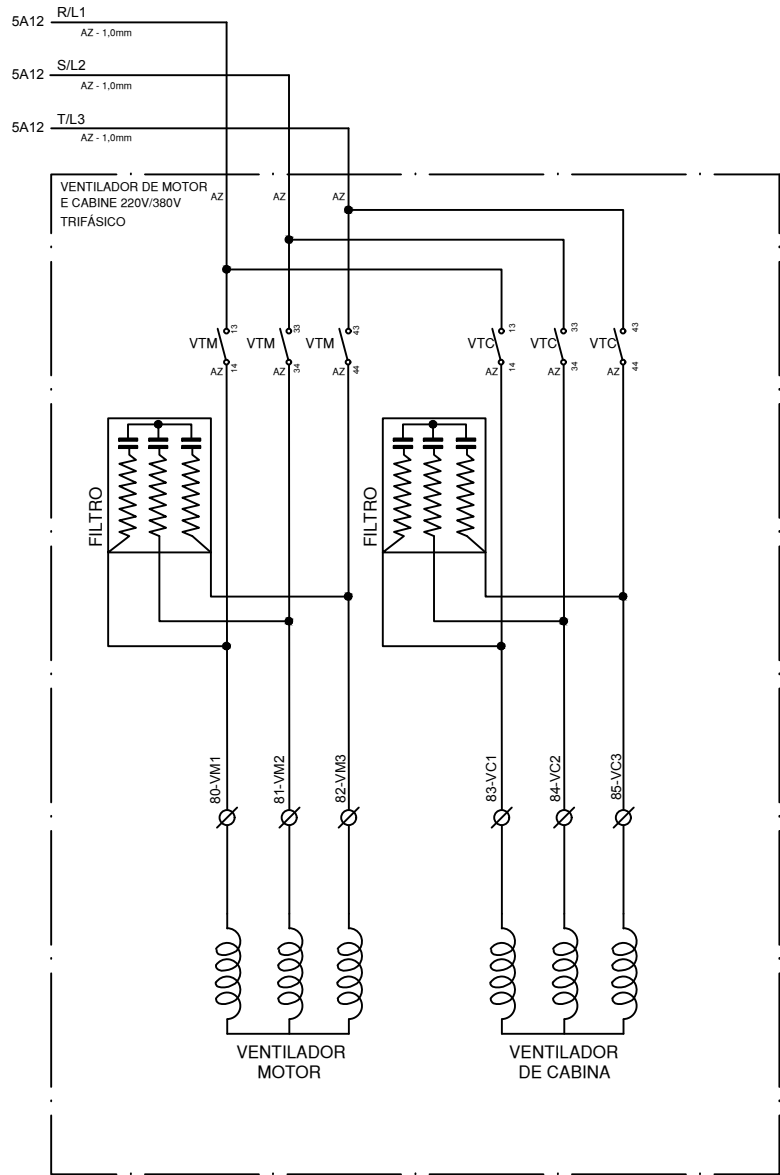 R/L1
5A12
AZ - 1,0mm
S/L2
5A12
AZ - 1,0mm
T/L3
5A12
AZ - 1,0mm
VENTILADOR DE MOTOR
E CABINE 220V/380V
TRIFÁSICO
AZ
AZ
AZ
13
33
43
13
33
43
VTM
VTM
VTM
VTC
VTC
VTC
AZ
14
AZ
34
AZ
44
AZ
14
AZ
34
AZ
44
FILTRO
FILTRO
80-VM1
81-VM2
82-VM3
83-VC1
84-VC2
85-VC3
VENTILADOR
MOTOR
VENTILADOR
DE CABINA